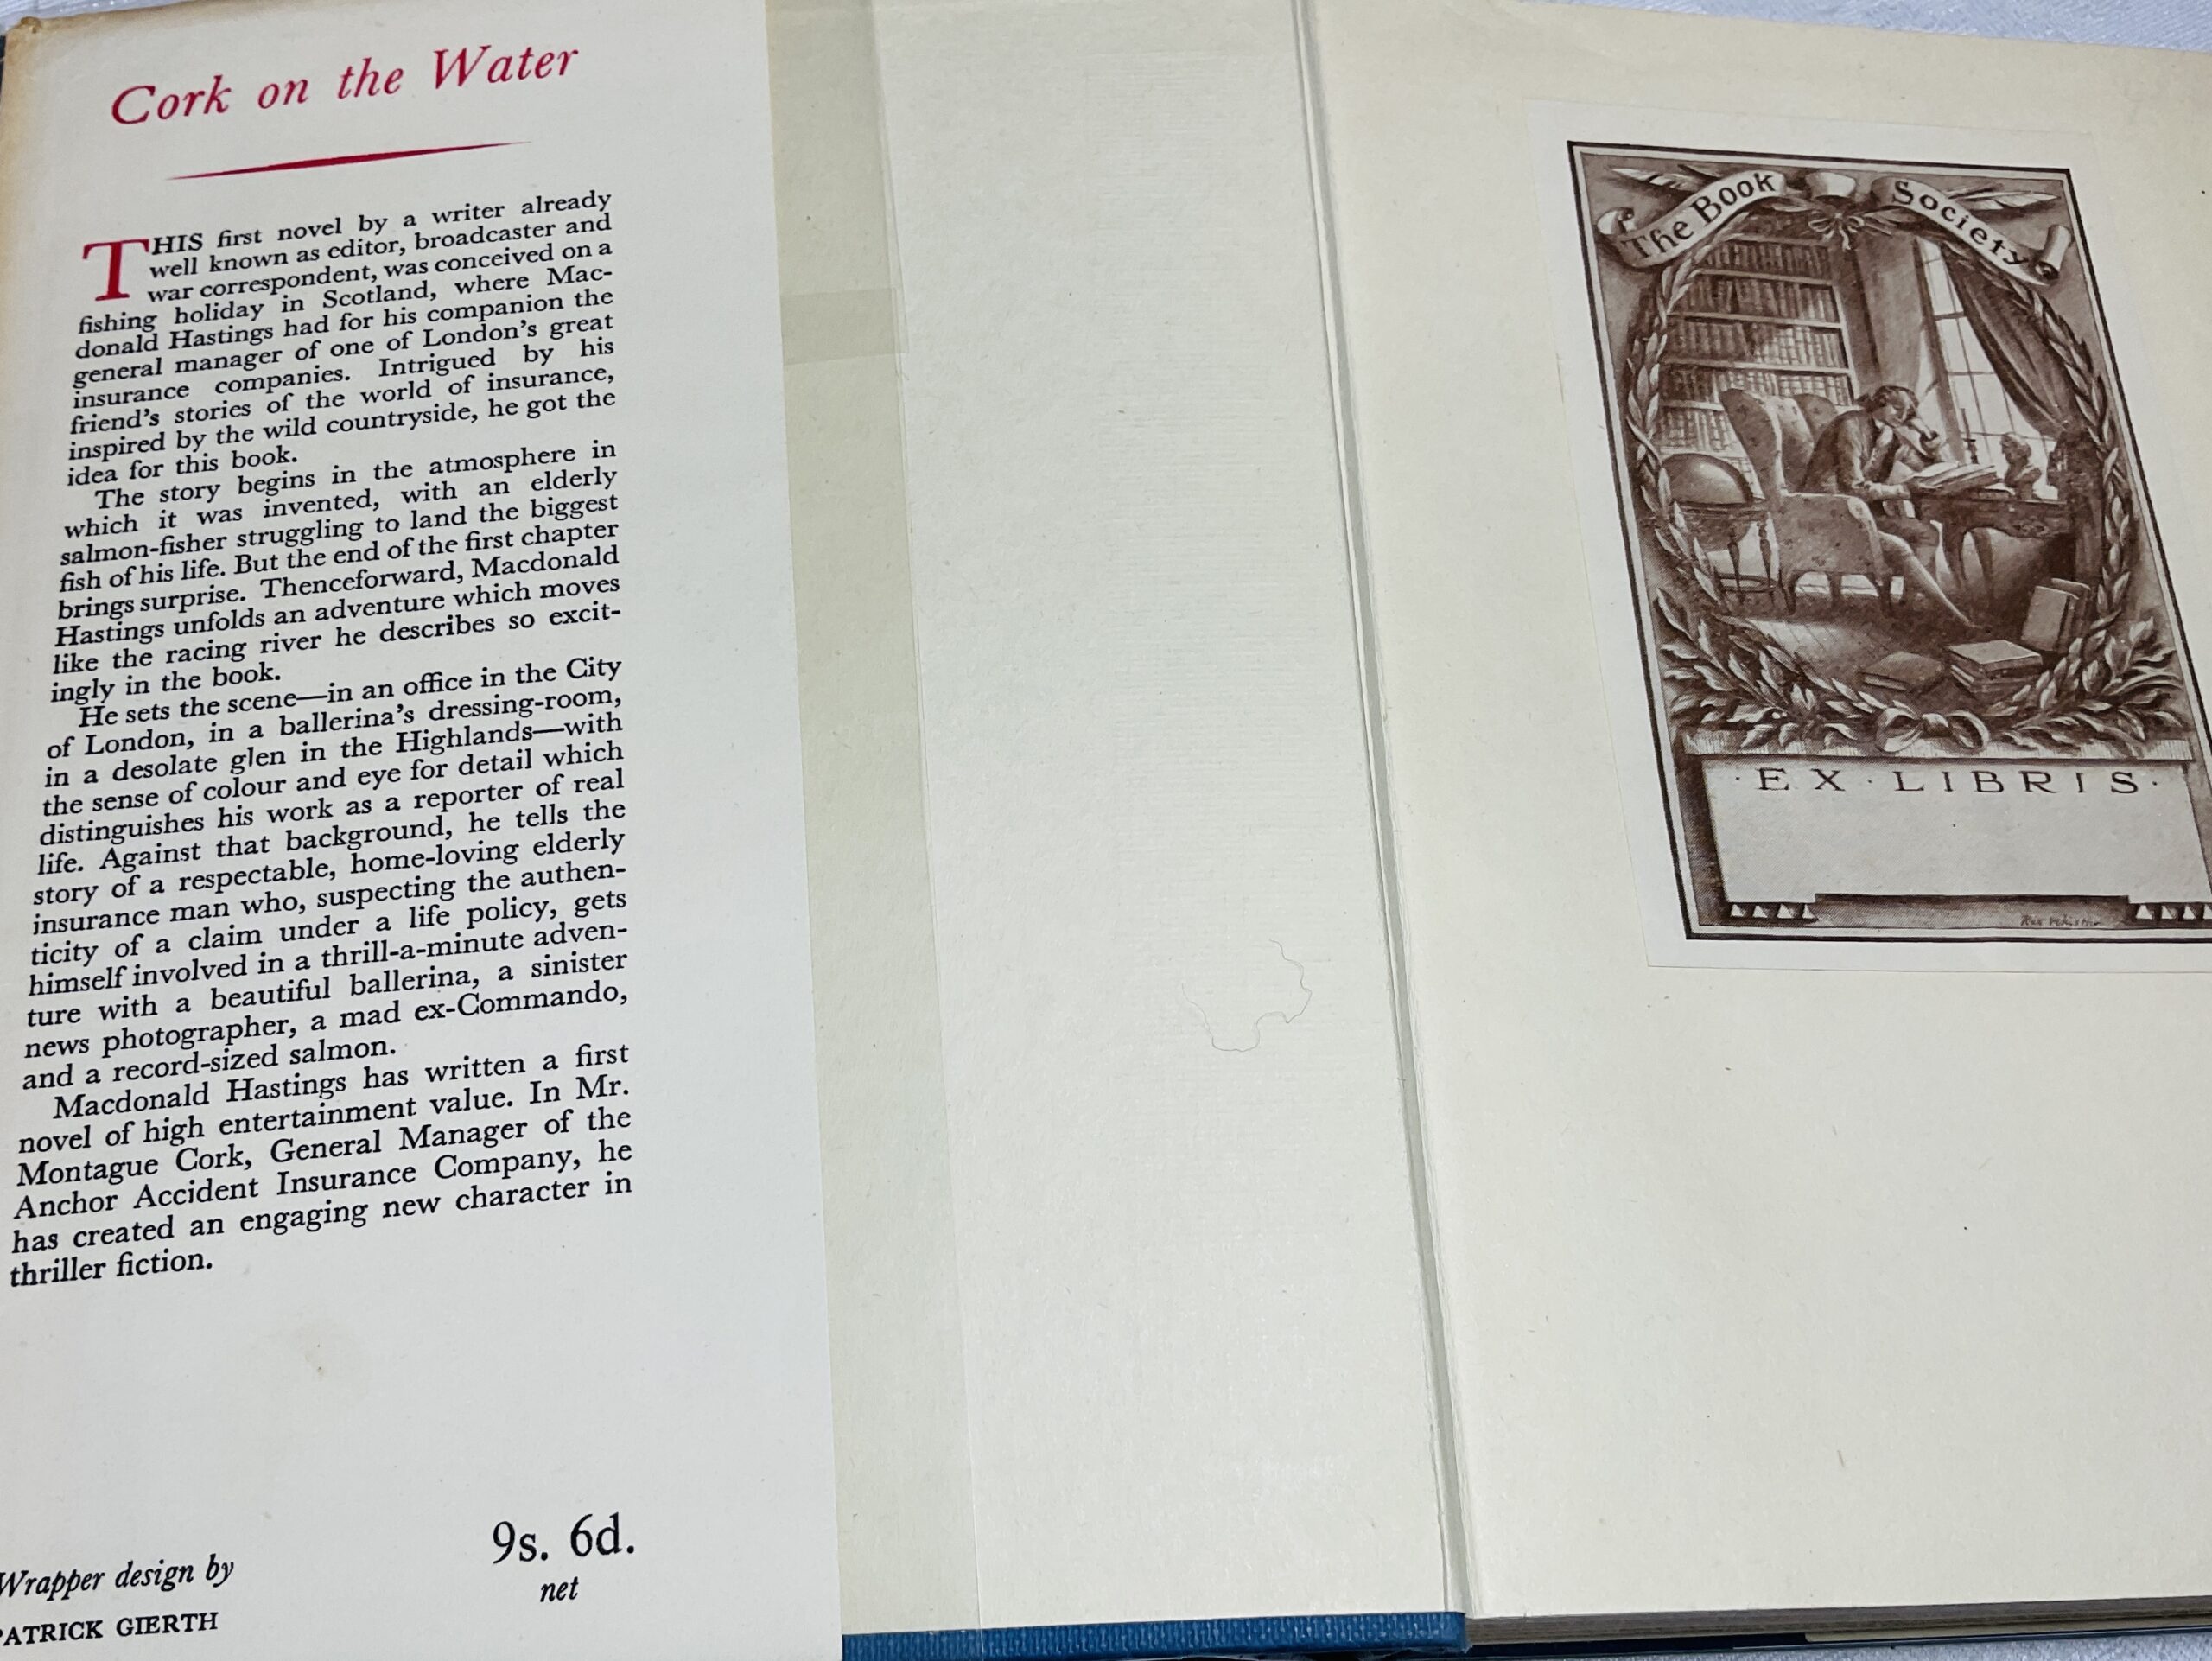 Cork on the Water
THIS first novel by a writer already
well known as editor, broadcaster and
war correspondent, was conceived on a
fishing holiday in Scotland, where Mac-
donald Hastings had for his companion the
general manager of one of London's great
insurance companies. Intrigued by his
friend's stories of the world of insurance,
inspired by the wild countryside, he got the
idea for this book.
The story begins in the atmosphere in
which it was invented, with an elderly
salmon-fisher struggling to land the biggest
fish of his life. But the end of the first chapter
brings surprise. Thenceforward, Macdonald
Hastings unfolds an adventure which moves
like the racing river he describes so excit-
ingly in the book.
He sets the scene—in an office in the City
of London, in a ballerina's dressing-room,
in a desolate glen in the Highlands—with
the sense of colour and eye for detail which
distinguishes his work as a reporter of real
life. Against that background, he tells the
story of a respectable, home-loving elderly
insurance man who, suspecting the authen-
ticity of a claim under a life policy, gets
himself involved in a thrill-a-minute adven-
ture with a beautiful ballerina, a sinister
news photographer, a mad ex-Commando,
and a record-sized salmon.
Macdonald Hastings has written a first
novel of high entertainment value. In Mr.
Montague Cork, General Manager of the
Anchor Accident Insurance Company, he
has created an engaging new character in
thriller fiction.
9s. 6d.
net
Wrapper design by
PATRICK GIERTH
The Book Society
·EX·LIBRIS·
Rex Whistler